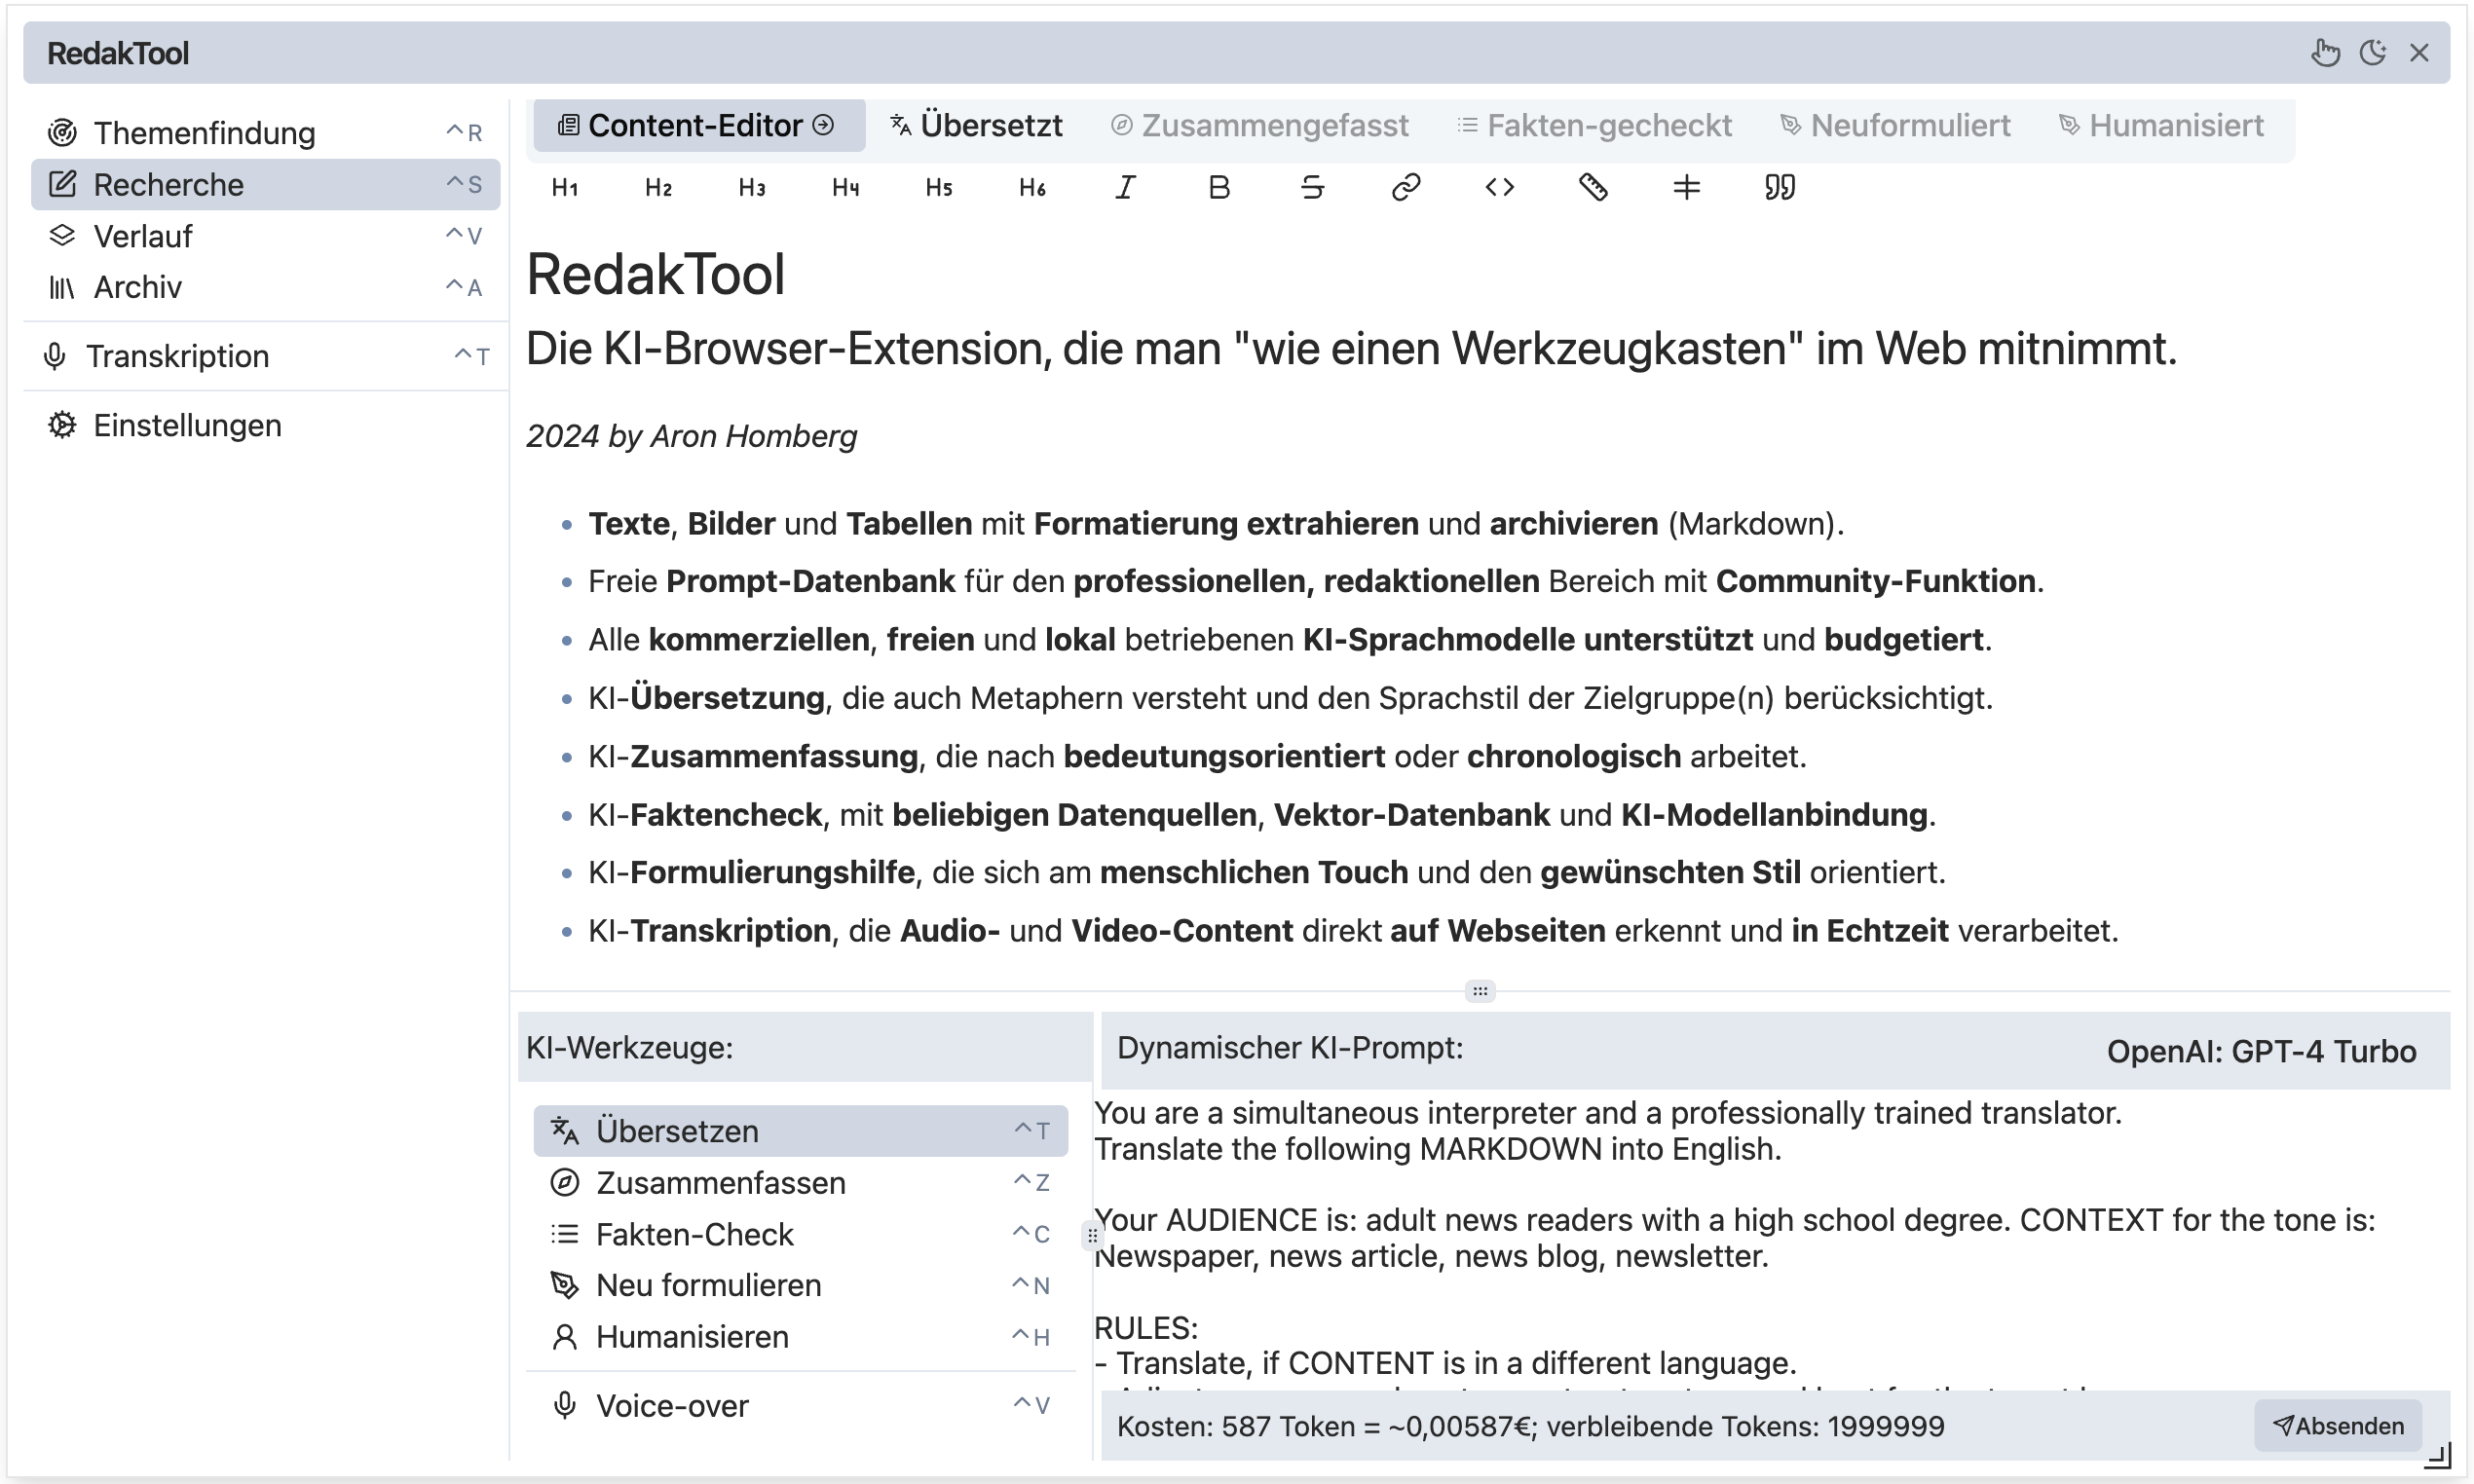 RedakTool
Themenfindung ^R
Recherche ^S
Verlauf ^V
Archiv ^A
Transkription ^T
Einstellungen
Content-Editor Übersetzt Zusammengefasst Fakten-gecheckt Neuformuliert Humanisiert
H1 H2 H3 H4 H5 H6 I B S
RedakTool
Die KI-Browser-Extension, die man "wie einen Werkzeugkasten" im Web mitnimmt.
2024 by Aron Homberg
• Texte, Bilder und Tabellen mit Formatierung extrahieren und archivieren (Markdown).
• Freie Prompt-Datenbank für den professionellen, redaktionellen Bereich mit Community-Funktion.
• Alle kommerziellen, freien und lokal betriebenen KI-Sprachmodelle unterstützt und budgetiert.
• KI-Übersetzung, die auch Metaphern versteht und den Sprachstil der Zielgruppe(n) berücksichtigt.
• KI-Zusammenfassung, die nach bedeutungsorientiert oder chronologisch arbeitet.
• KI-Faktencheck, mit beliebigen Datenquellen, Vektor-Datenbank und KI-Modellanbindung.
• KI-Formulierungshilfe, die sich am menschlichen Touch und den gewünschten Stil orientiert.
• KI-Transkription, die Audio- und Video-Content direkt auf Webseiten erkennt und in Echtzeit verarbeitet.
KI-Werkzeuge:
Übersetzen ^T
Zusammenfassen ^Z
Fakten-Check ^C
Neu formulieren ^N
Humanisieren ^H
Voice-over ^V
Dynamischer KI-Prompt: OpenAI: GPT-4 Turbo
You are a simultaneous interpreter and a professionally trained translator.
Translate the following MARKDOWN into English.
Your AUDIENCE is: adult news readers with a high school degree. CONTEXT for the tone is:
Newspaper, news article, news blog, newsletter.
RULES:
- Translate, if CONTENT is in a different language.
Kosten: 587 Token = ~0,00587€; verbleibende Tokens: 1999999
Absenden